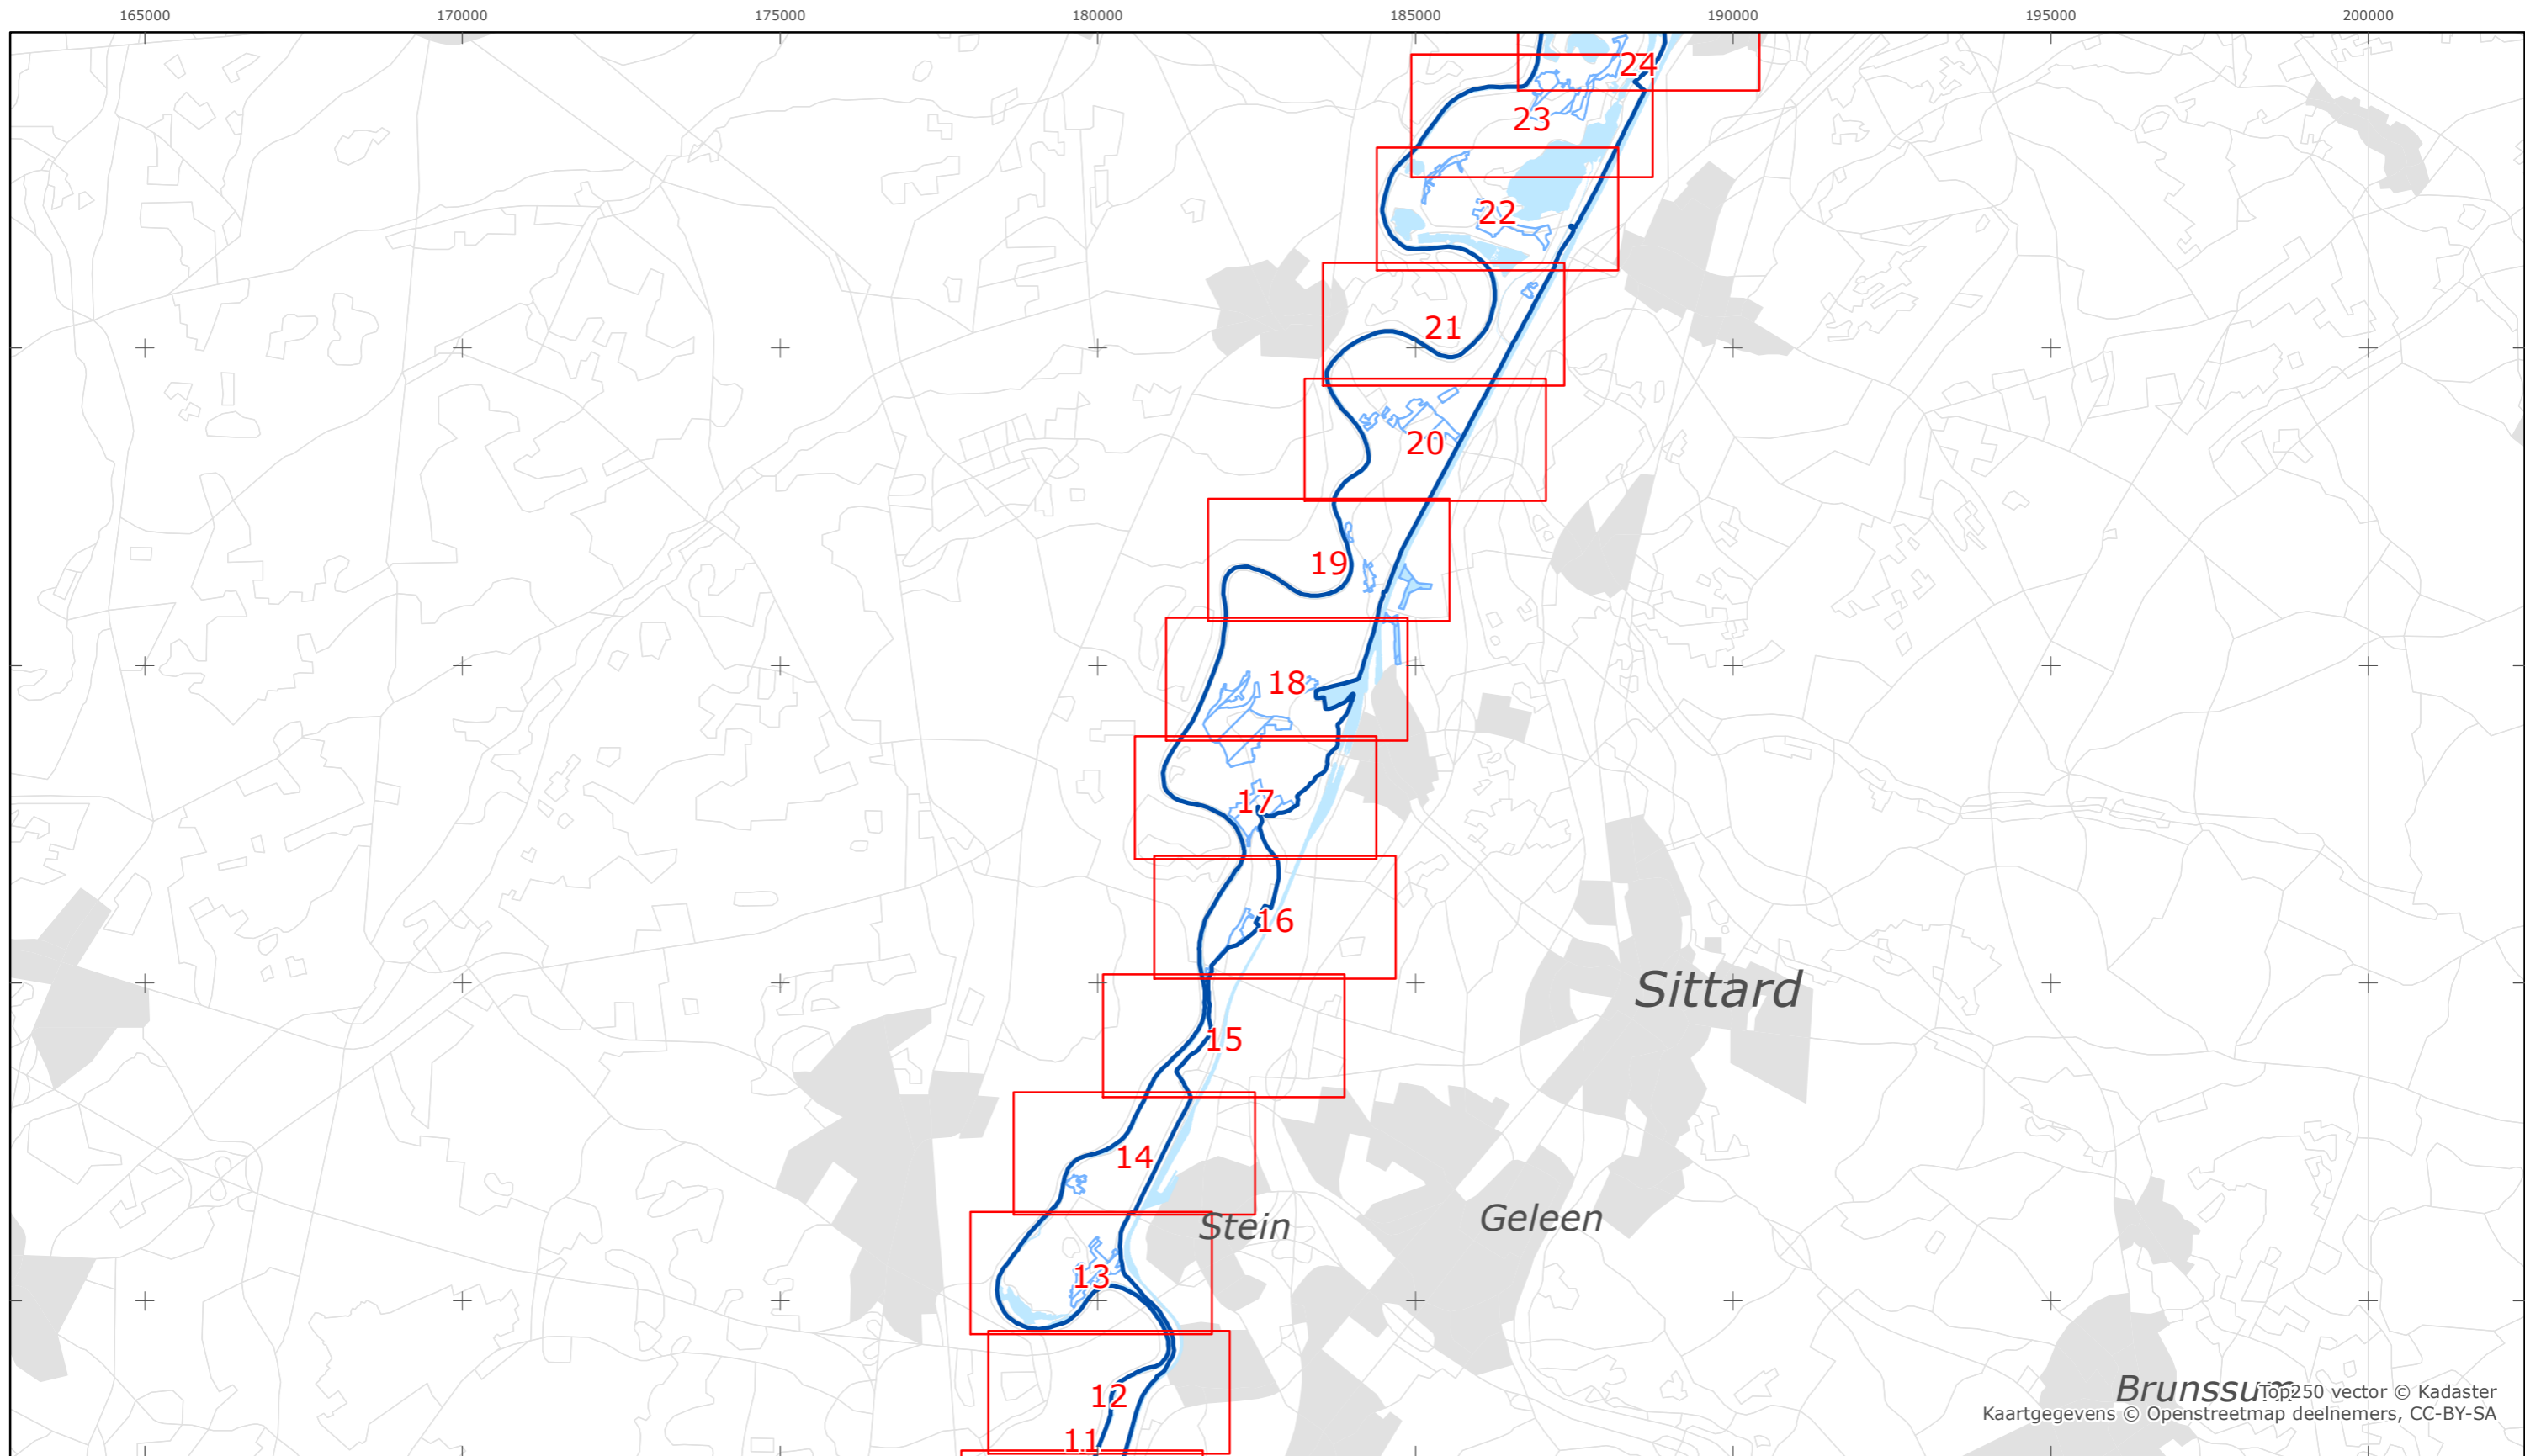 165000 170000 175000 180000 185000 190000 195000 200000
24
23
22
21
20
19
18
17
16
Sittard
15
14
Geleen
Stein
13
Brunssum
Top250 vector © Kadaster
12
Kaartgegevens © Openstreetmap deelnemers, CC-BY-SA
11